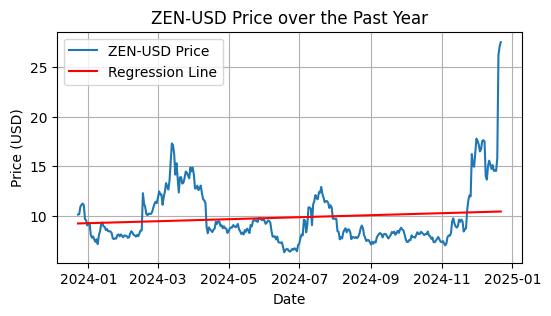 ZEN-USD Price over the Past Year
ZEN-USD Price
Regression Line
Price (USD)
25
20
15
10
2024-01
2024-03
2024-05
2024-07
2024-09
2024-11
2025-01
Date